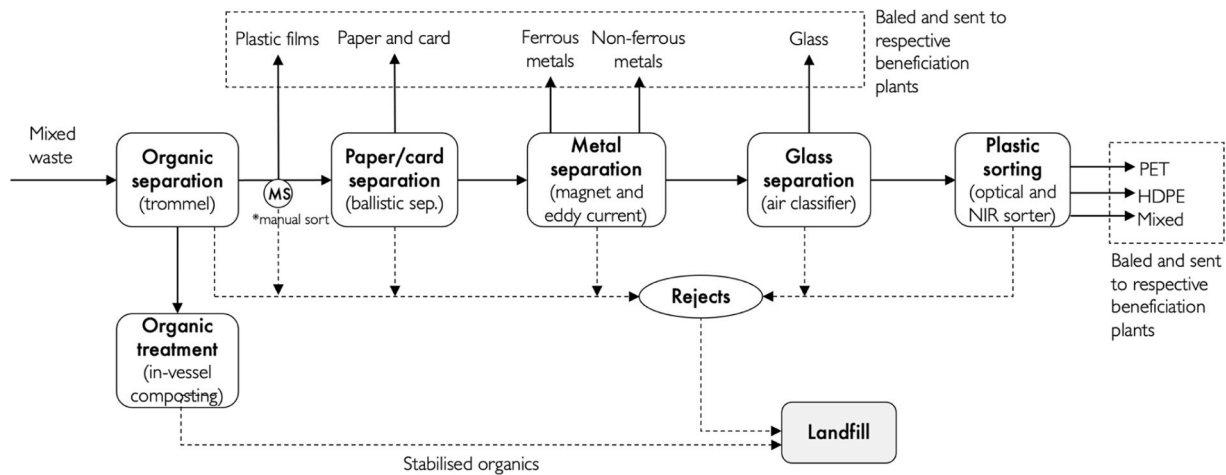 Plastic films
Paper and card
Ferrous
metals
Non-ferrous
metals
Glass
Baled and sent to
respective
beneficiation
plants
Mixed
waste
Organic
separation
(trommel)
MS
*manual sort
Paper/card
separation
(ballistic sep.)
Metal
separation
(magnet and
eddy current)
Glass
separation
(air classifier)
Plastic
sorting
(optical and
NIR sorter)
PET
HDPE
Mixed
Baled and sent
to respective
beneficiation
plants
Rejects
Organic
treatment
(in-vessel
composting)
Landfill
Stabilised organics